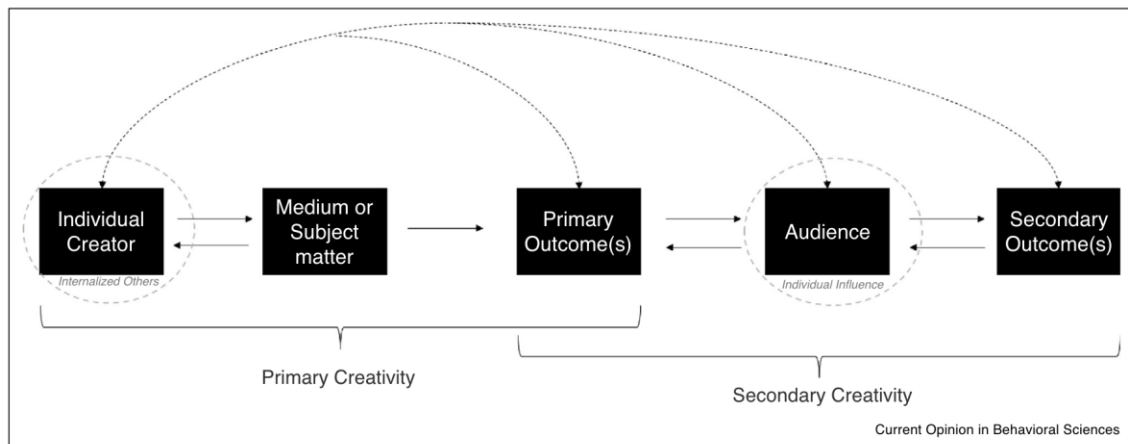 Individual
Creator
Internalized Others
Medium or
Subject
matter
Primary
Outcome(s)
Audience
Individual Influence
Secondary
Outcome(s)
Primary Creativity
Secondary Creativity
Current Opinion in Behavioral Sciences